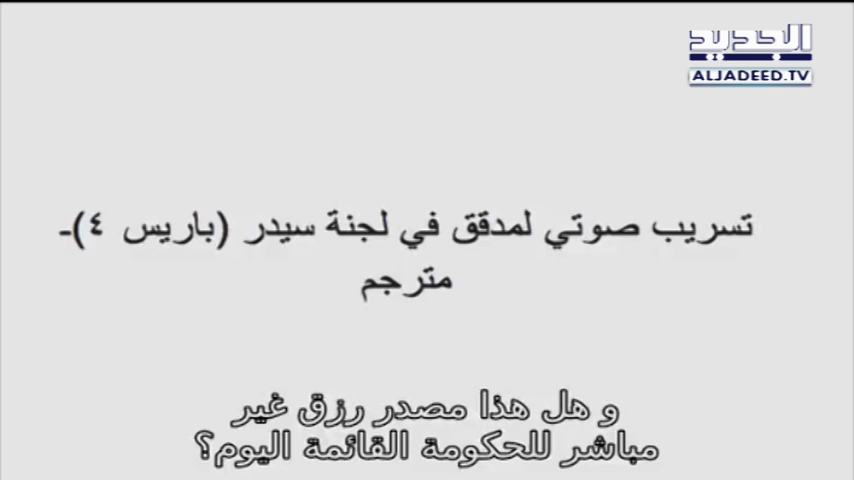 الجديد
ALJADEED.TV
تسريب صوتي لمدقق في لجنة سيدر (باريس ٤)-
مترجم
و هل هذا مصدر رزق غير
مباشر للحكومة القائمة اليوم؟